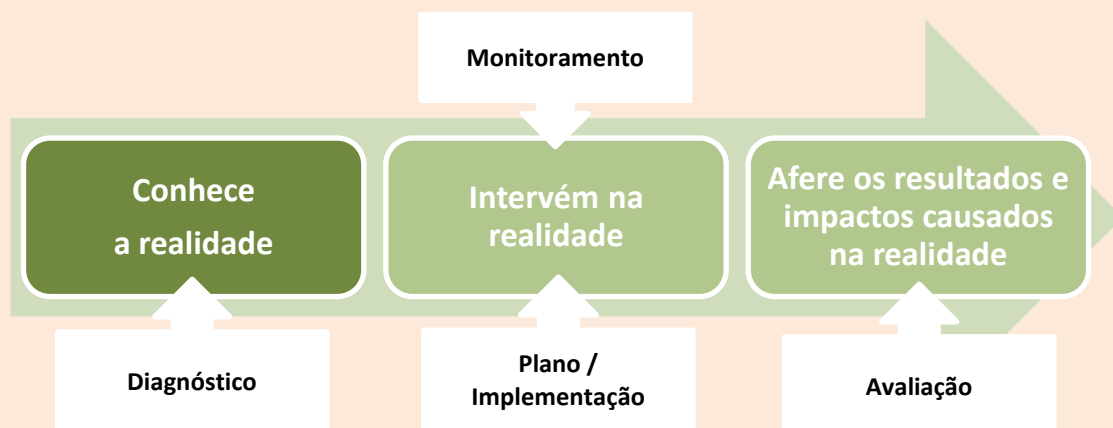 Monitoramento
Conhece
a realidade
Intervém na
realidade
Afere os resultados e
impactos causados
na realidade
Diagnóstico
Plano /
Implementação
Avaliação